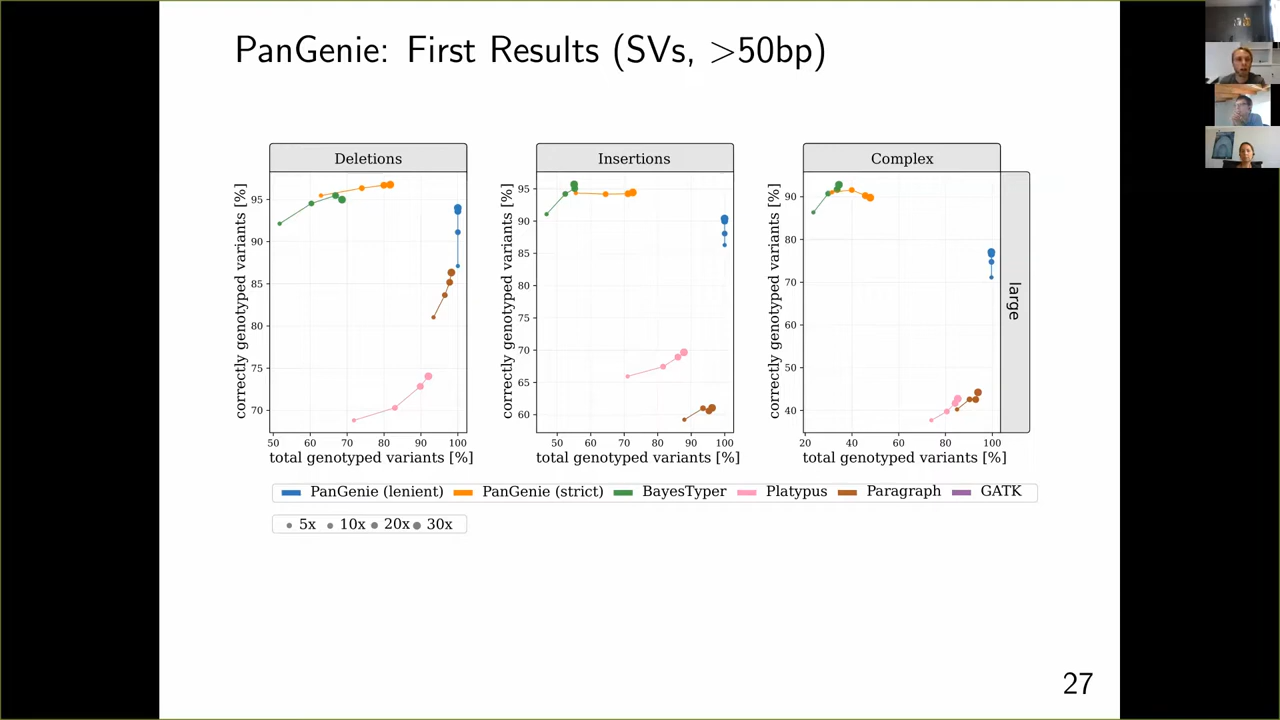 PanGenie: First Results (SVs, >50bp)
Deletions
Insertions
Complex
correctly genotyped variants [%]
95
90
85
80
75
70
50 60 70 80 90 100
total genotyped variants [%]
correctly genotyped variants [%]
95
90
85
80
75
70
65
60
50 60 70 80 90 100
total genotyped variants [%]
correctly genotyped variants [%]
90
80
70
60
50
40
20 40 60 80 100
total genotyped variants [%]
large
PanGenie (lenient) PanGenie (strict) BayesTyper Platypus Paragraph GATK
5x 10x 20x 30x
27